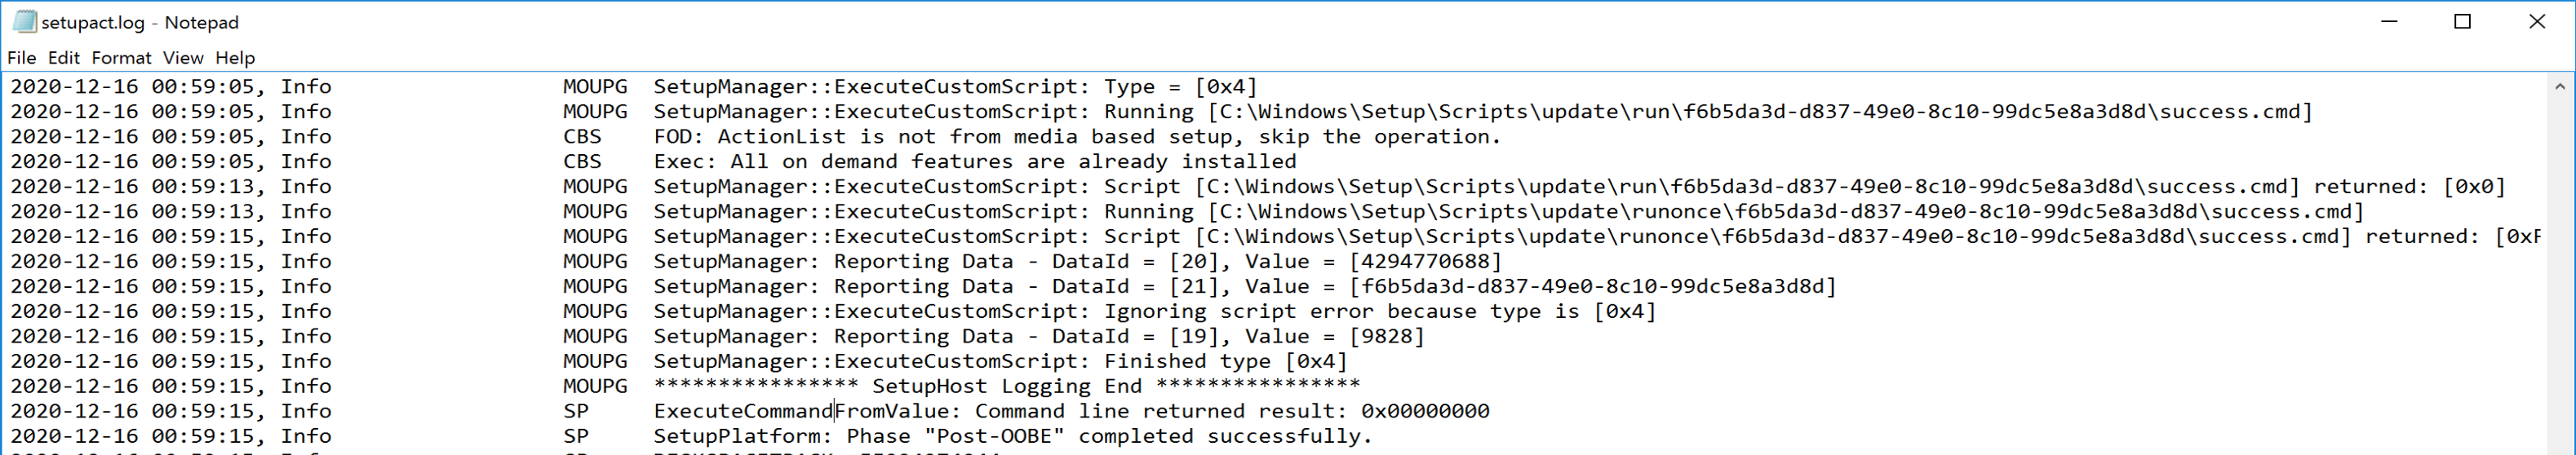 setupact.log - Notepad
File Edit Format View Help
2020-12-16 00:59:05, Info MOUPG SetupManager::ExecuteCustomScript: Type = [0x4]
2020-12-16 00:59:05, Info MOUPG SetupManager::ExecuteCustomScript: Running [C:\Windows\Setup\Scripts\update\run\f6b5da3d-d837-49e0-8c10-99dc5e8a3d8d\success.cmd]
2020-12-16 00:59:05, Info CBS FOD: ActionList is not from media based setup, skip the operation.
2020-12-16 00:59:05, Info CBS Exec: All on demand features are already installed
2020-12-16 00:59:13, Info MOUPG SetupManager::ExecuteCustomScript: Script [C:\Windows\Setup\Scripts\update\run\f6b5da3d-d837-49e0-8c10-99dc5e8a3d8d\success.cmd] returned: [0x0]
2020-12-16 00:59:13, Info MOUPG SetupManager::ExecuteCustomScript: Running [C:\Windows\Setup\Scripts\update\runonce\f6b5da3d-d837-49e0-8c10-99dc5e8a3d8d\success.cmd]
2020-12-16 00:59:15, Info MOUPG SetupManager::ExecuteCustomScript: Script [C:\Windows\Setup\Scripts\update\runonce\f6b5da3d-d837-49e0-8c10-99dc5e8a3d8d\success.cmd] returned: [0xF
2020-12-16 00:59:15, Info MOUPG SetupManager: Reporting Data - DataId = [20], Value = [4294770688]
2020-12-16 00:59:15, Info MOUPG SetupManager: Reporting Data - DataId = [21], Value = [f6b5da3d-d837-49e0-8c10-99dc5e8a3d8d]
2020-12-16 00:59:15, Info MOUPG SetupManager::ExecuteCustomScript: Ignoring script error because type is [0x4]
2020-12-16 00:59:15, Info MOUPG SetupManager: Reporting Data - DataId = [19], Value = [9828]
2020-12-16 00:59:15, Info MOUPG SetupManager::ExecuteCustomScript: Finished type [0x4]
2020-12-16 00:59:15, Info MOUPG **************** SetupHost Logging End ****************
2020-12-16 00:59:15, Info SP ExecuteCommandFromValue: Command line returned result: 0x00000000
2020-12-16 00:59:15, Info SP SetupPlatform: Phase "Post-OOBE" completed successfully.